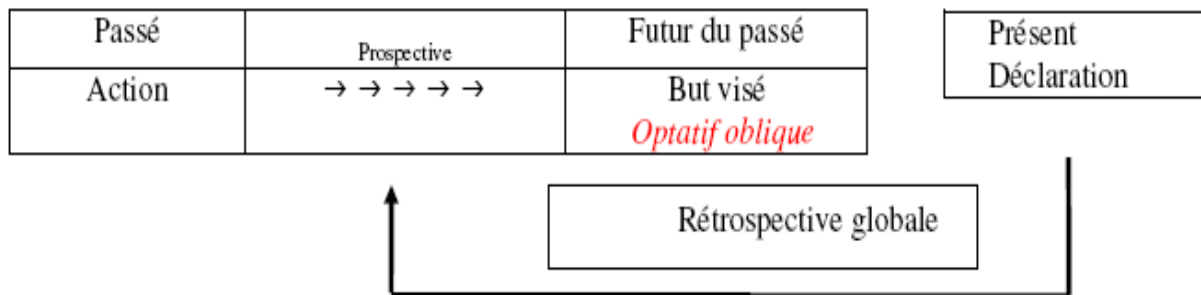 Passé
Prospective
Futur du passé
Présent
Déclaration
Action
→ → → → →
But visé
Optatif oblique
Rétrospective globale